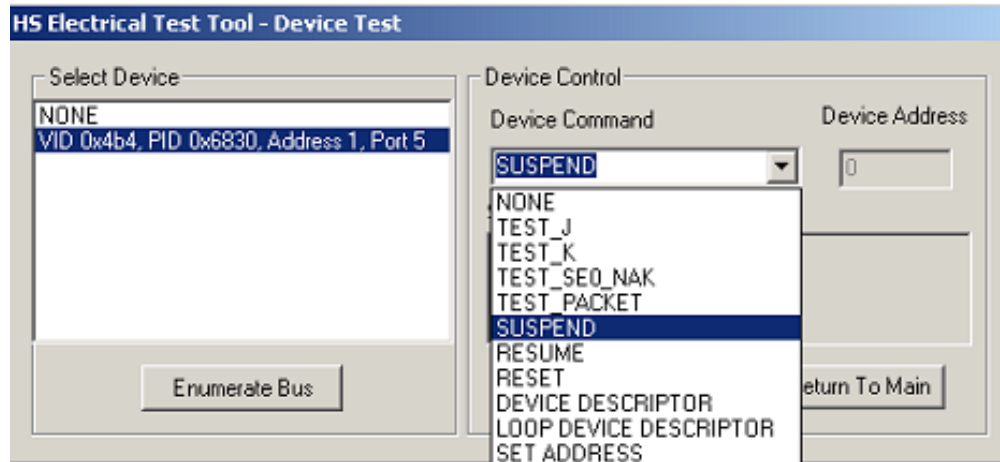 HS Electrical Test Tool - Device Test
Select Device
NONE
VID 0x4b4, PID 0x6830, Address 1, Port 5
Enumerate Bus
Device Control
Device Command
Device Address
SUSPEND
0
NONE
TEST_J
TEST_K
TEST_SE0_NAK
TEST_PACKET
SUSPEND
RESUME
RESET
DEVICE DESCRIPTOR
LOOP DEVICE DESCRIPTOR
SET ADDRESS
eturn To Main